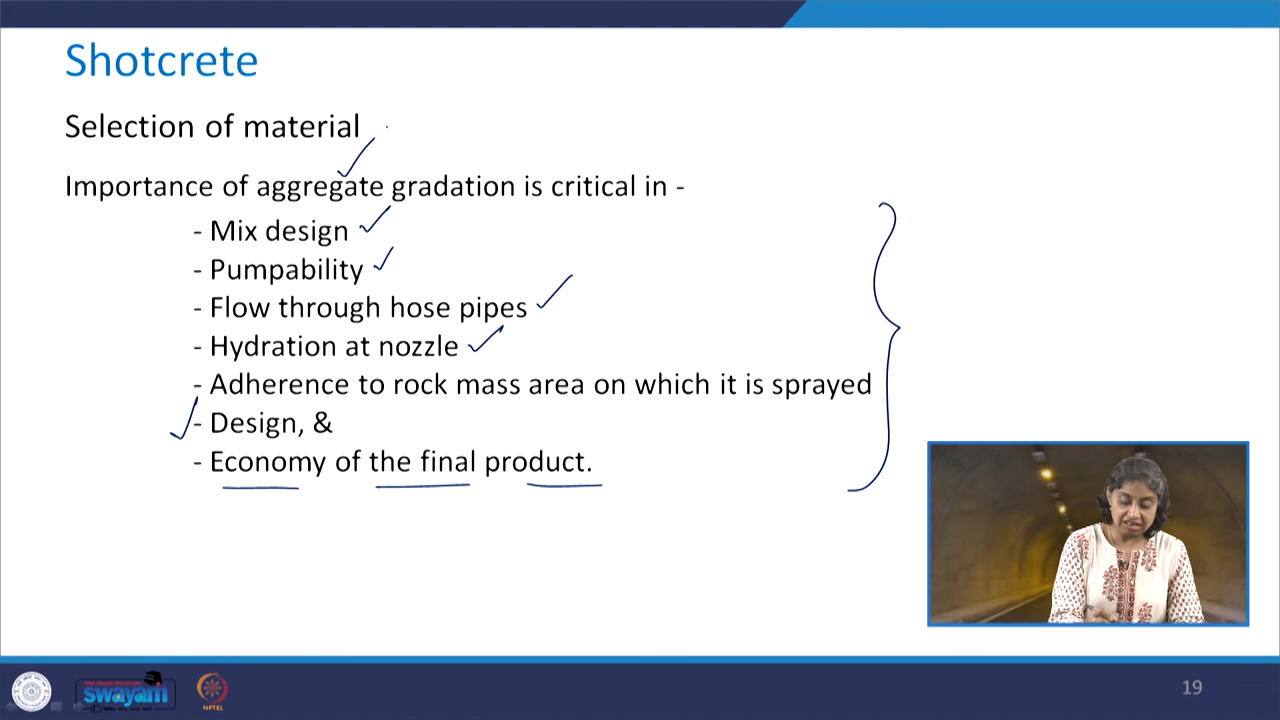 Shotcrete
Selection of material
Importance of aggregate gradation is critical in -
- Mix design
- Pumpability
- Flow through hose pipes
- Hydration at nozzle
- Adherence to rock mass area on which it is sprayed
- Design, &
- Economy of the final product.
swayam
NPTEL
19